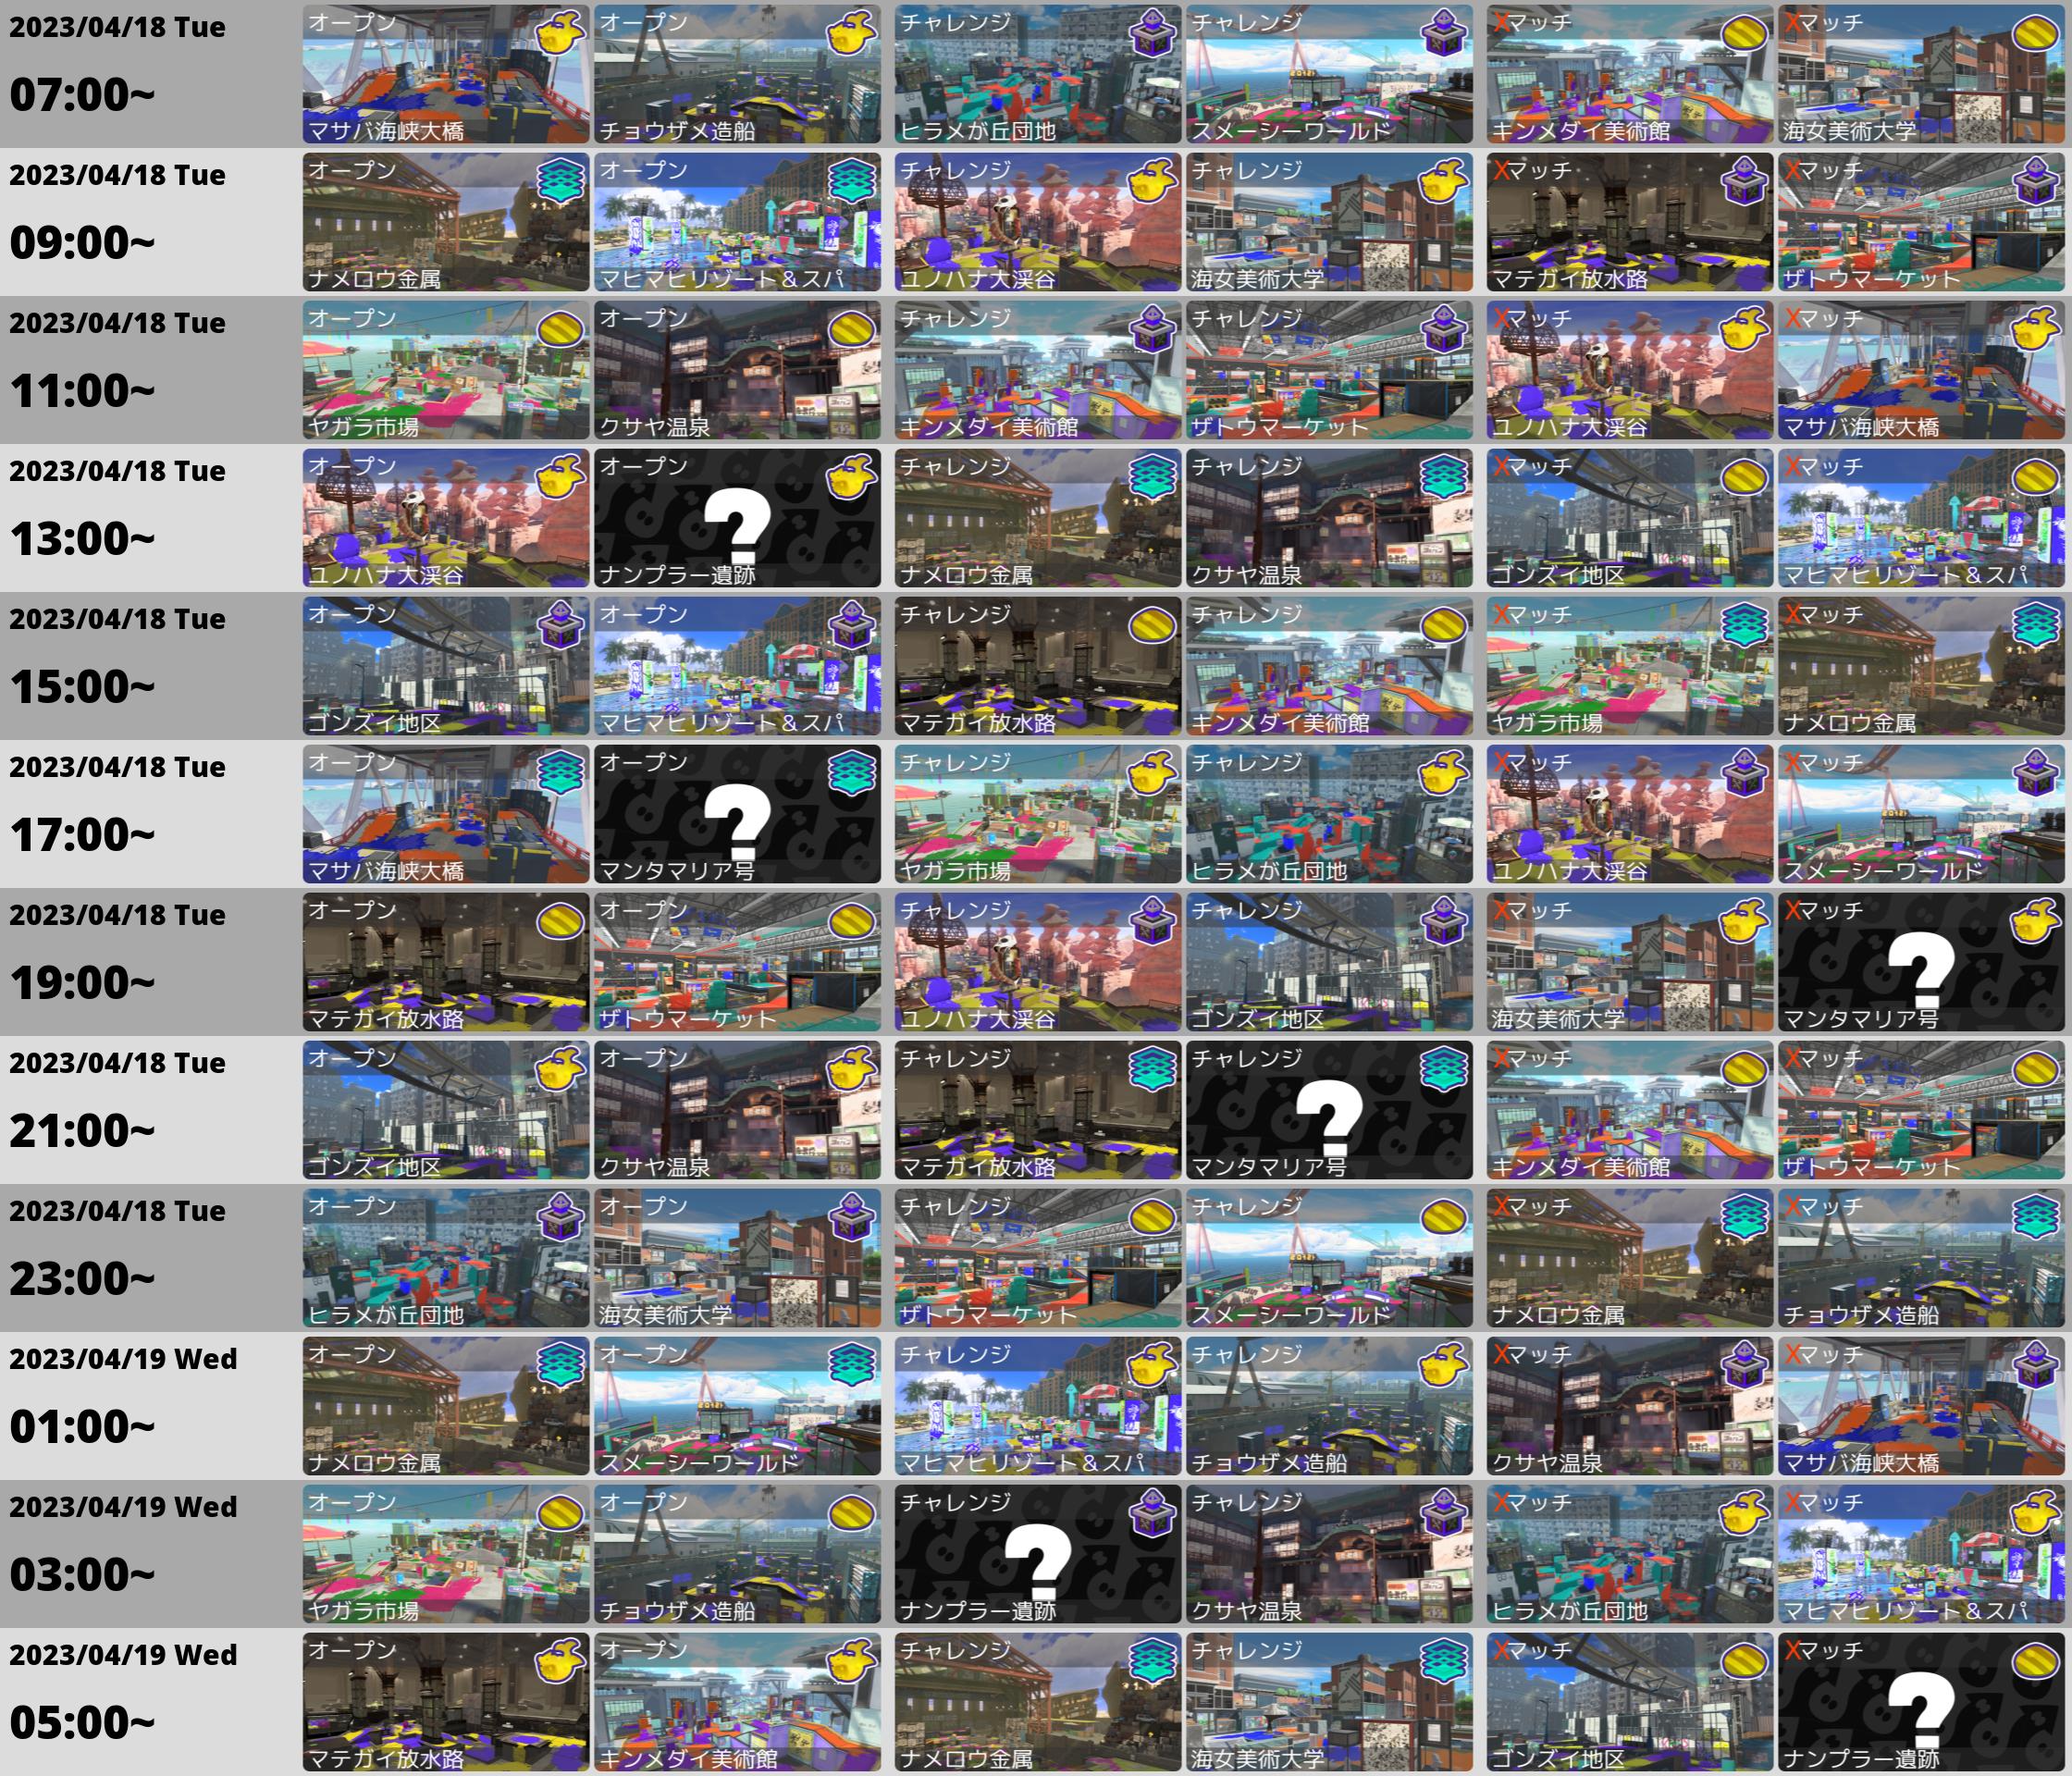 2023/04/18 Tue
07:00~
オープン オープン チャレンジ チャレンジ Xマッチ Xマッチ
マサバ海峡大橋 チョウザメ造船 ヒラメが丘団地 スメーシーワールド キンメダイ美術館 海女美術大学
2023/04/18 Tue
09:00~
オープン オープン チャレンジ チャレンジ Xマッチ Xマッチ
ナメロウ金属 マヒマヒリゾート＆スパ ユノハナ大渓谷 海女美術大学 マテガイ放水路 ザトウマーケット
2023/04/18 Tue
11:00~
オープン オープン チャレンジ チャレンジ Xマッチ Xマッチ
ヤガラ市場 クサヤ温泉 キンメダイ美術館 ザトウマーケット ユノハナ大渓谷 マサバ海峡大橋
2023/04/18 Tue
13:00~
オープン オープン チャレンジ チャレンジ Xマッチ Xマッチ
?
ユノハナ大渓谷 ナンプラー遺跡 ナメロウ金属 クサヤ温泉 ゴンズイ地区 マヒマヒリゾート＆スパ
2023/04/18 Tue
15:00~
オープン オープン チャレンジ チャレンジ Xマッチ Xマッチ
ゴンズイ地区 マヒマヒリゾート＆スパ マテガイ放水路 キンメダイ美術館 ヤガラ市場 ナメロウ金属
2023/04/18 Tue
17:00~
オープン オープン チャレンジ チャレンジ Xマッチ Xマッチ
?
マサバ海峡大橋 マンタマリア号 ヤガラ市場 ヒラメが丘団地 ユノハナ大渓谷 スメーシーワールド
2023/04/18 Tue
19:00~
オープン オープン チャレンジ チャレンジ Xマッチ Xマッチ
?
マテガイ放水路 ザトウマーケット ユノハナ大渓谷 ゴンズイ地区 海女美術大学 マンタマリア号
2023/04/18 Tue
21:00~
オープン オープン チャレンジ チャレンジ Xマッチ Xマッチ
?
ゴンズイ地区 クサヤ温泉 マテガイ放水路 マンタマリア号 キンメダイ美術館 ザトウマーケット
2023/04/18 Tue
23:00~
オープン オープン チャレンジ チャレンジ Xマッチ Xマッチ
ヒラメが丘団地 海女美術大学 ザトウマーケット スメーシーワールド ナメロウ金属 チョウザメ造船
2023/04/19 Wed
01:00~
オープン オープン チャレンジ チャレンジ Xマッチ Xマッチ
ナメロウ金属 スメーシーワールド マヒマヒリゾート＆スパ チョウザメ造船 クサヤ温泉 マサバ海峡大橋
2023/04/19 Wed
03:00~
オープン オープン チャレンジ チャレンジ Xマッチ Xマッチ
?
ヤガラ市場 チョウザメ造船 ナンプラー遺跡 クサヤ温泉 ヒラメが丘団地 マヒマヒリゾート＆スパ
2023/04/19 Wed
05:00~
オープン オープン チャレンジ チャレンジ Xマッチ Xマッチ
?
マテガイ放水路 キンメダイ美術館 ナメロウ金属 海女美術大学 ゴンズイ地区 ナンプラー遺跡